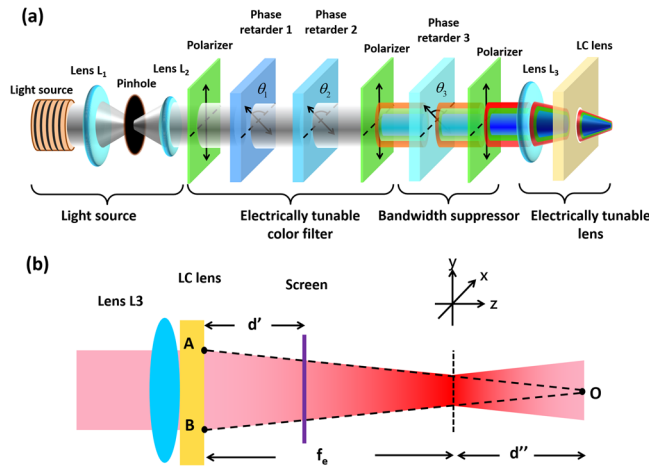 (a)
Light source
Lens L1
Pinhole
Lens L2
Polarizer
Phase
retarder 1
Phase
retarder 2
Polarizer
Phase
retarder 3
Polarizer
Lens L3
LC lens
θ1
θ2
θ3
Light source
Electrically tunable
color filter
Bandwidth suppressor
Electrically tunable
lens
(b)
Lens L3
LC lens
Screen
y
x
z
d'
A
B
O
fe
d''